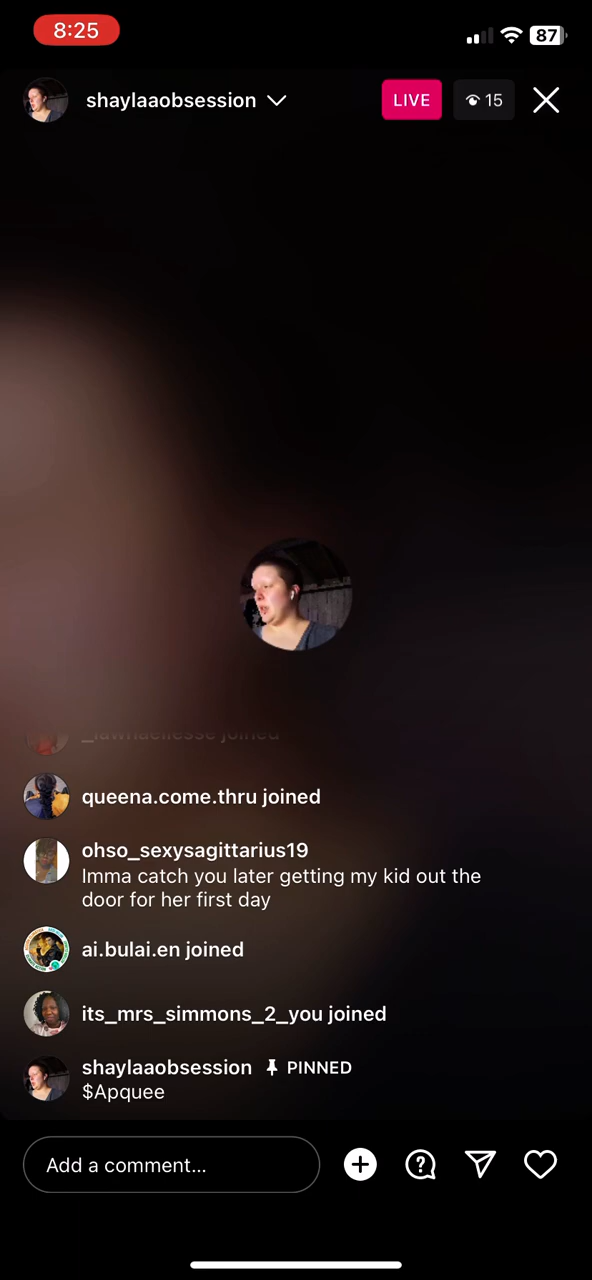 8:25
87
shaylaaobsession
LIVE
15
joined
queena.come.thru joined
ohso_sexysagittarius19
Imma catch you later getting my kid out the
door for her first day
ai.bulai.en joined
its_mrs_simmons_2_you joined
shaylaaobsession PINNED
$Apquee
Add a comment...